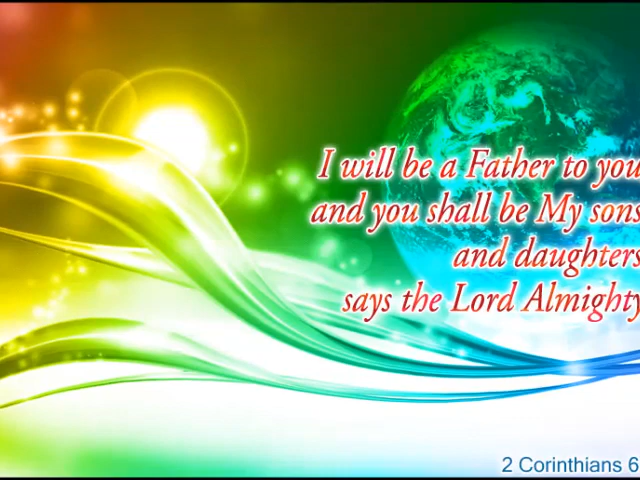 I will be a Father to you
and you shall be My sons
and daughters
says the Lord Almighty
2 Corinthians 6